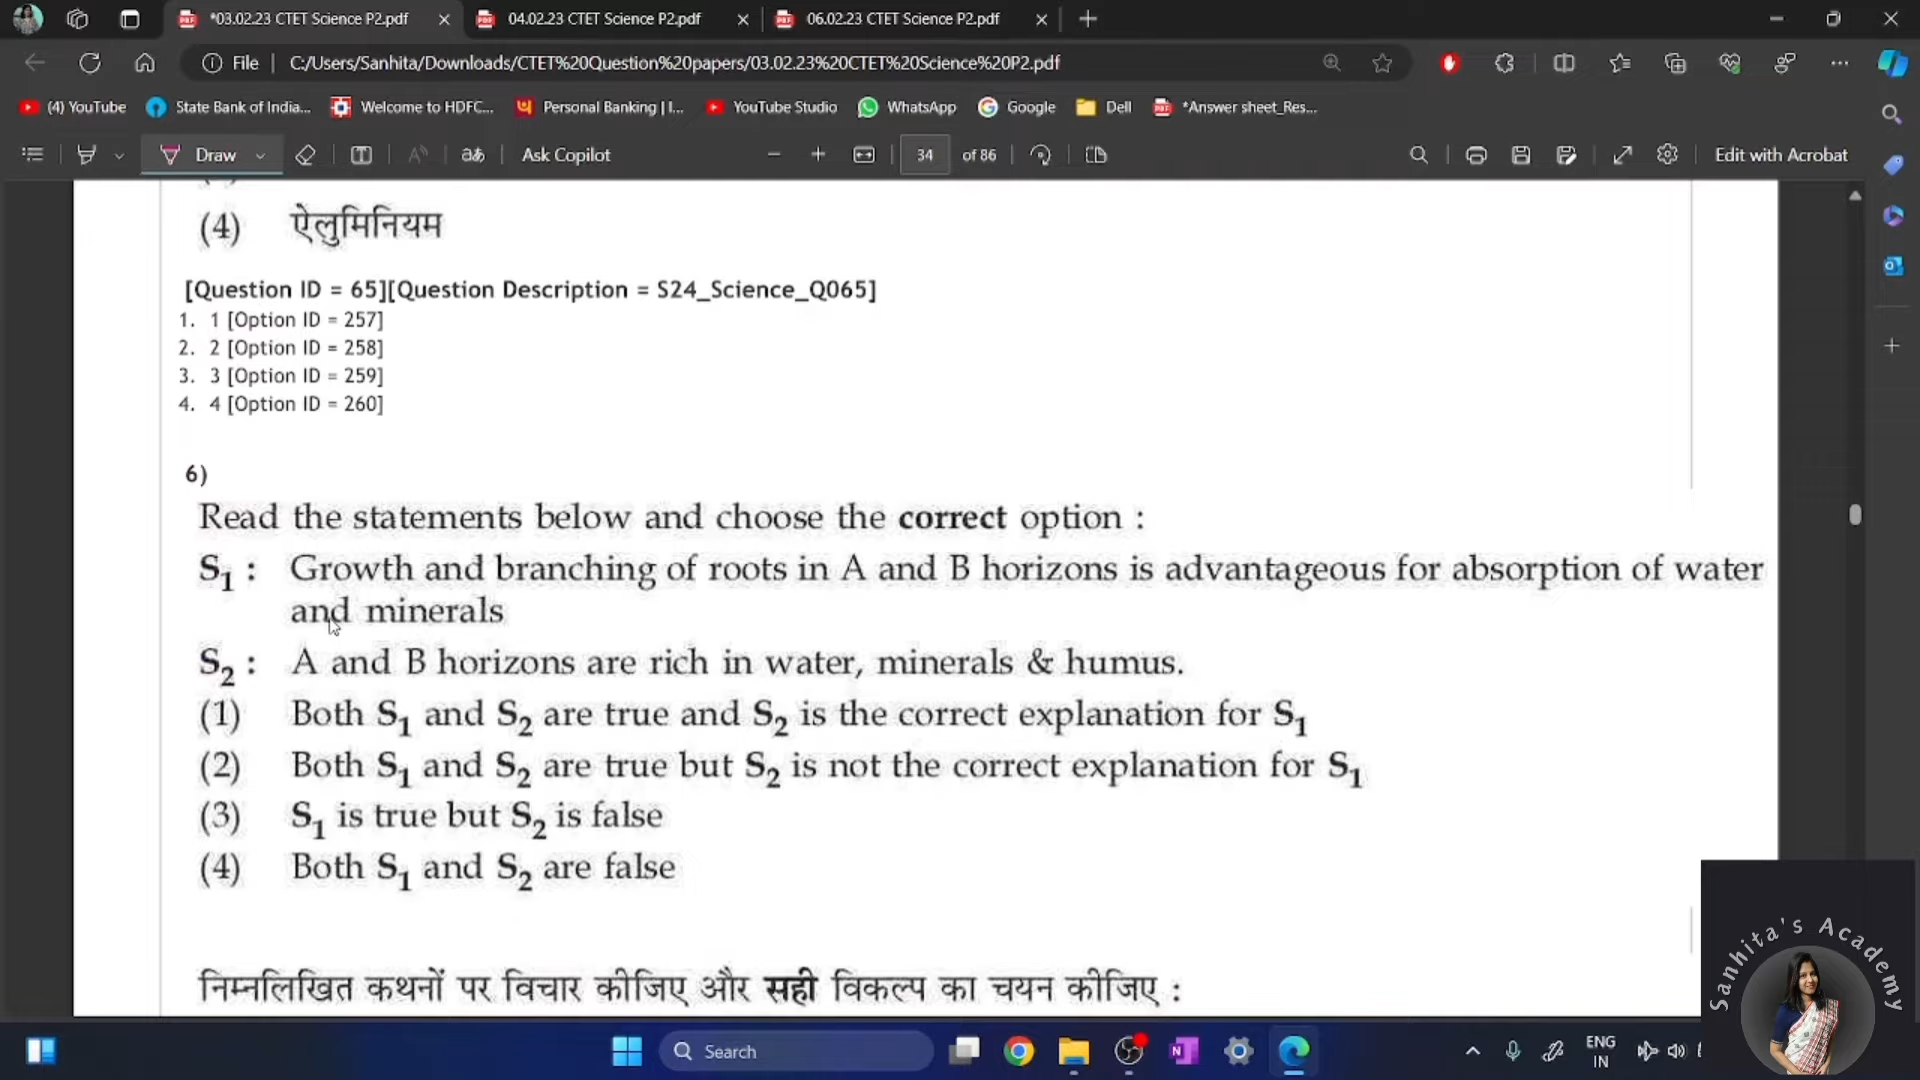 *03.02.23 CTET Science P2.pdf
04.02.23 CTET Science P2.pdf
06.02.23 CTET Science P2.pdf
File
C:/Users/Sanhita/Downloads/CTET%20Question%20papers/03.02.23%20CTET%20Science%20P2.pdf
(4) YouTube
State Bank of India...
Welcome to HDFC...
Personal Banking | I...
YouTube Studio
WhatsApp
Google
Dell
*Answer sheet_Res...
Draw
Ask Copilot
34 of 86
Edit with Acrobat
(4) ऐलुमिनियम
[Question ID = 65][Question Description = S24_Science_Q065]
1. 1 [Option ID = 257]
2. 2 [Option ID = 258]
3. 3 [Option ID = 259]
4. 4 [Option ID = 260]
6)
Read the statements below and choose the correct option :
S1 : Growth and branching of roots in A and B horizons is advantageous for absorption of water
and minerals
S2 : A and B horizons are rich in water, minerals & humus.
(1) Both S1 and S2 are true and S2 is the correct explanation for S1
(2) Both S1 and S2 are true but S2 is not the correct explanation for S1
(3) S1 is true but S2 is false
(4) Both S1 and S2 are false
निम्नलिखित कथनों पर विचार कीजिए और सही विकल्प का चयन कीजिए :
Sanhita's Academy
Search
ENG
IN